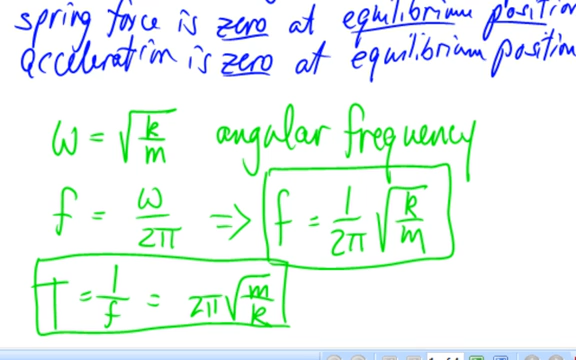 spring force is zero at equilibrium position
acceleration is zero at equilibrium position
ω = √(k/m) angular frequency
f = ω/2π => f = 1/2π √(k/m)
T = 1/f = 2π√(m/k)